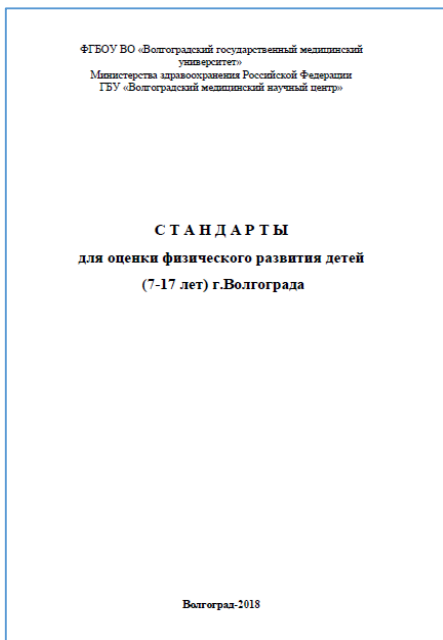 ФГБОУ ВО «Волгоградский государственный медицинский
университет»
Министерства здравоохранения Российской Федерации
ГБУ «Волгоградский медицинский научный центр»
С Т А Н Д А Р Т Ы
для оценки физического развития детей
(7-17 лет) г.Волгограда
Волгоград-2018